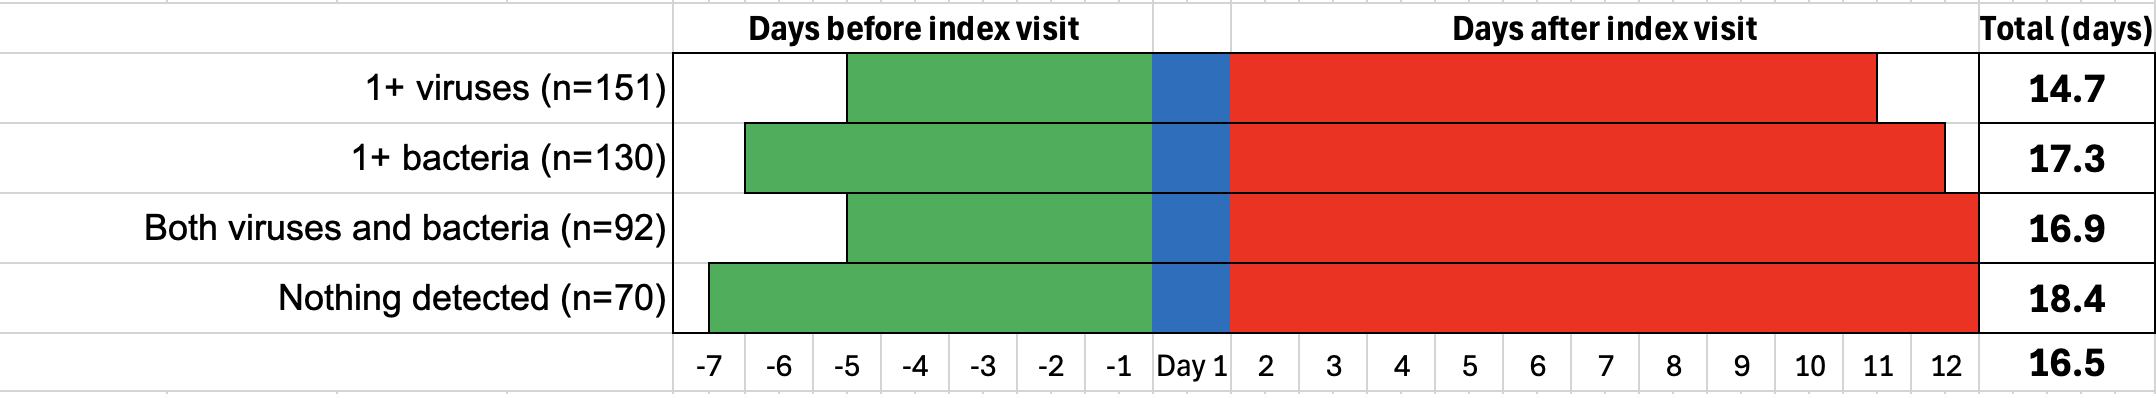 Days before index visit Days after index visit Total (days)
1+ viruses (n=151) 14.7
1+ bacteria (n=130) 17.3
Both viruses and bacteria (n=92) 16.9
Nothing detected (n=70) 18.4
-7 -6 -5 -4 -3 -2 -1 Day 1 2 3 4 5 6 7 8 9 10 11 12 16.5